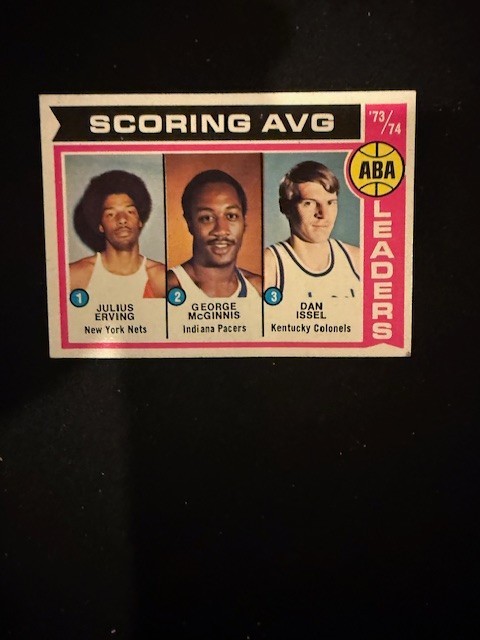 SCORING AVG
'73/74
ABA
LEADERS
1
JULIUS
ERVING
New York Nets
2
GEORGE
McGINNIS
Indiana Pacers
3
DAN
ISSEL
Kentucky Colonels